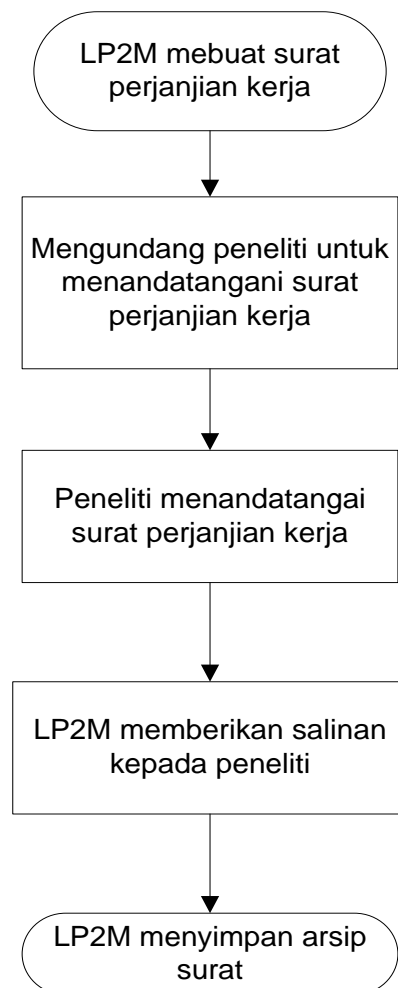 LP2M mebuat surat
perjanjian kerja
Mengundang peneliti untuk
menandatangani surat
perjanjian kerja
Peneliti menandatangai
surat perjanjian kerja
LP2M memberikan salinan
kepada peneliti
LP2M menyimpan arsip
surat